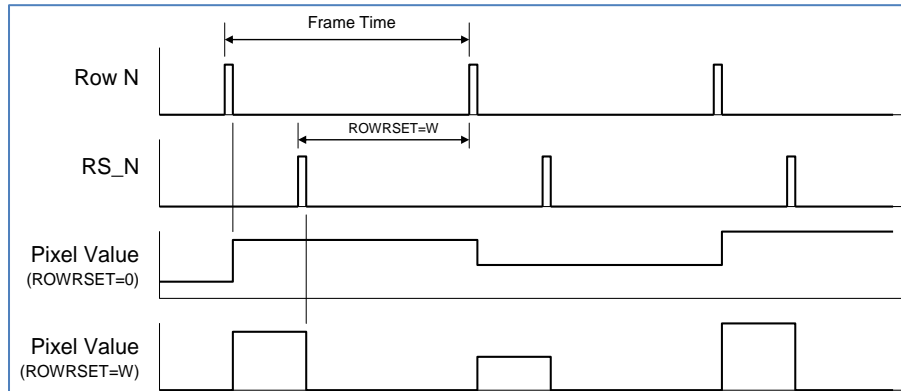 Frame Time
Row N
ROWRSET=W
RS_N
Pixel Value
(ROWRSET=0)
Pixel Value
(ROWRSET=W)